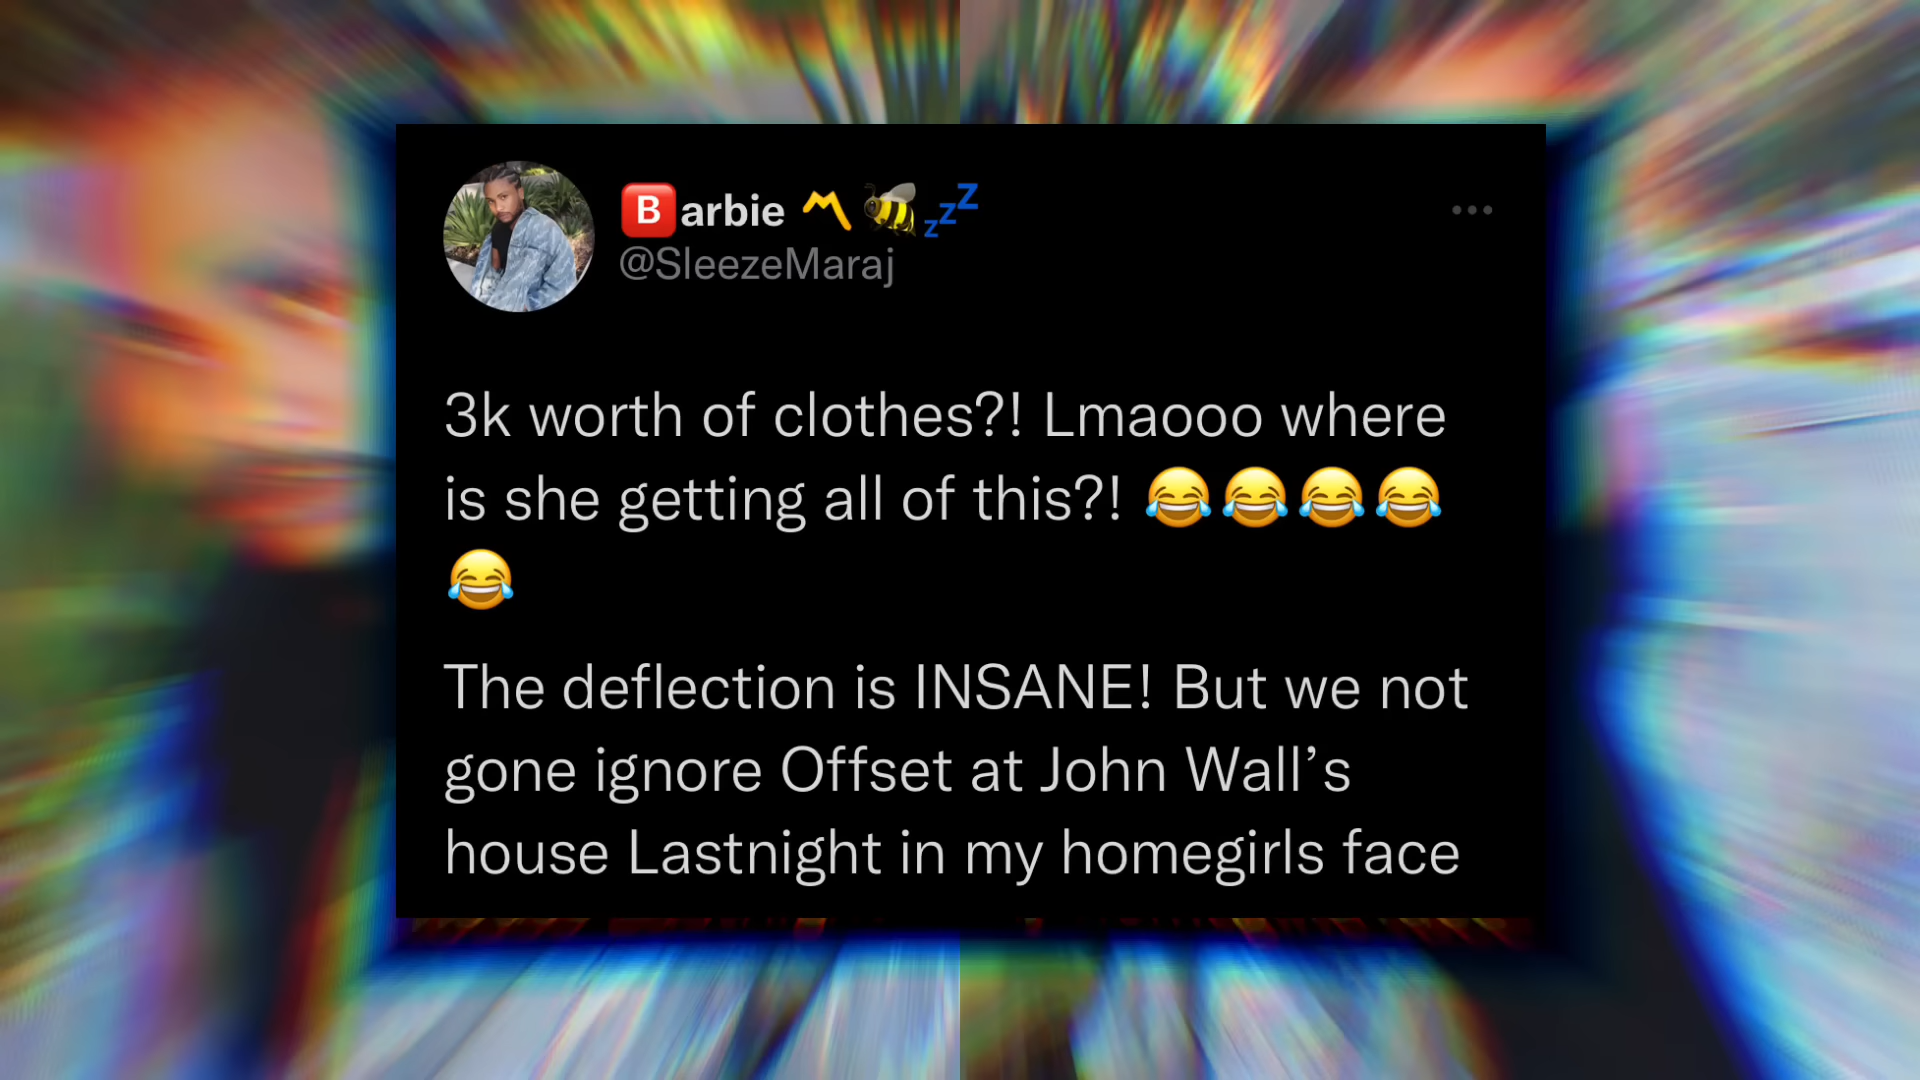 🅱️arbie 〽️🐝💤
@SleezeMaraj
3k worth of clothes?! Lmaooo where
is she getting all of this?! 😂😂😂😂
😂
The deflection is INSANE! But we not
gone ignore Offset at John Wall’s
house Lastnight in my homegirls face